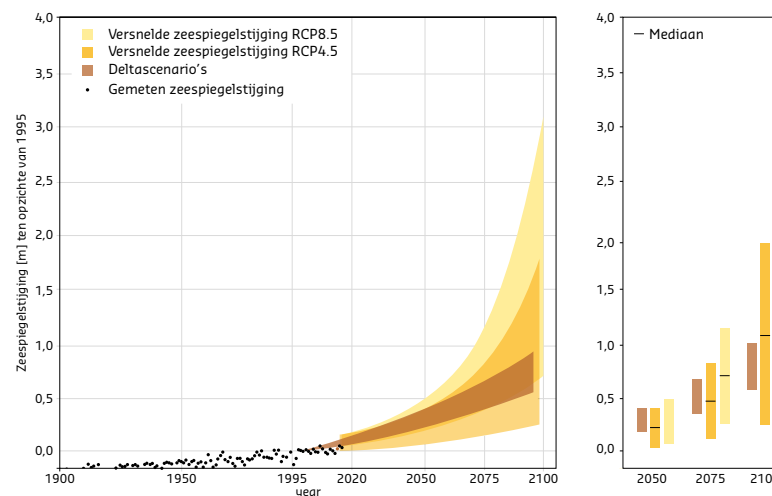 4,0
Versnelde zeespiegelstijging RCP8.5
Versnelde zeespiegelstijging RCP4.5
Deltascenario's
Gemeten zeespiegelstijging
3,5
3,0
2,5
2,0
1,5
1,0
0,5
0,0
Zeespiegelstijging [m] ten opzichte van 1995
1900 1950 1995 2020 2050 2075 2100
year
4,0
Mediaan
3,5
3,0
2,5
2,0
1,5
1,0
0,5
0,0
2050 2075